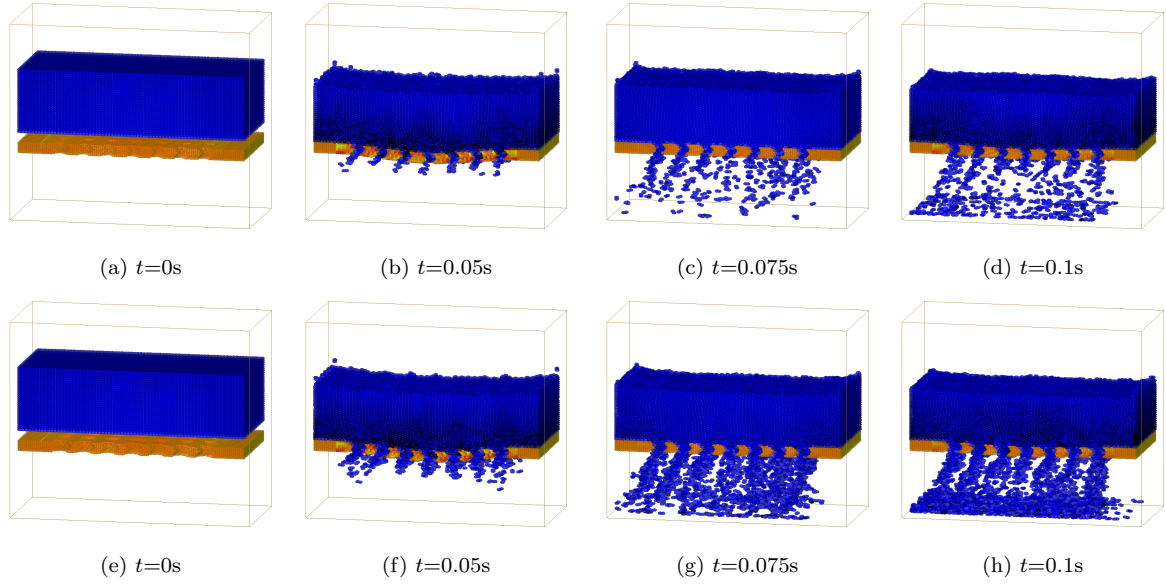 (a) t=0s
(b) t=0.05s
(c) t=0.075s
(d) t=0.1s
(e) t=0s
(f) t=0.05s
(g) t=0.075s
(h) t=0.1s